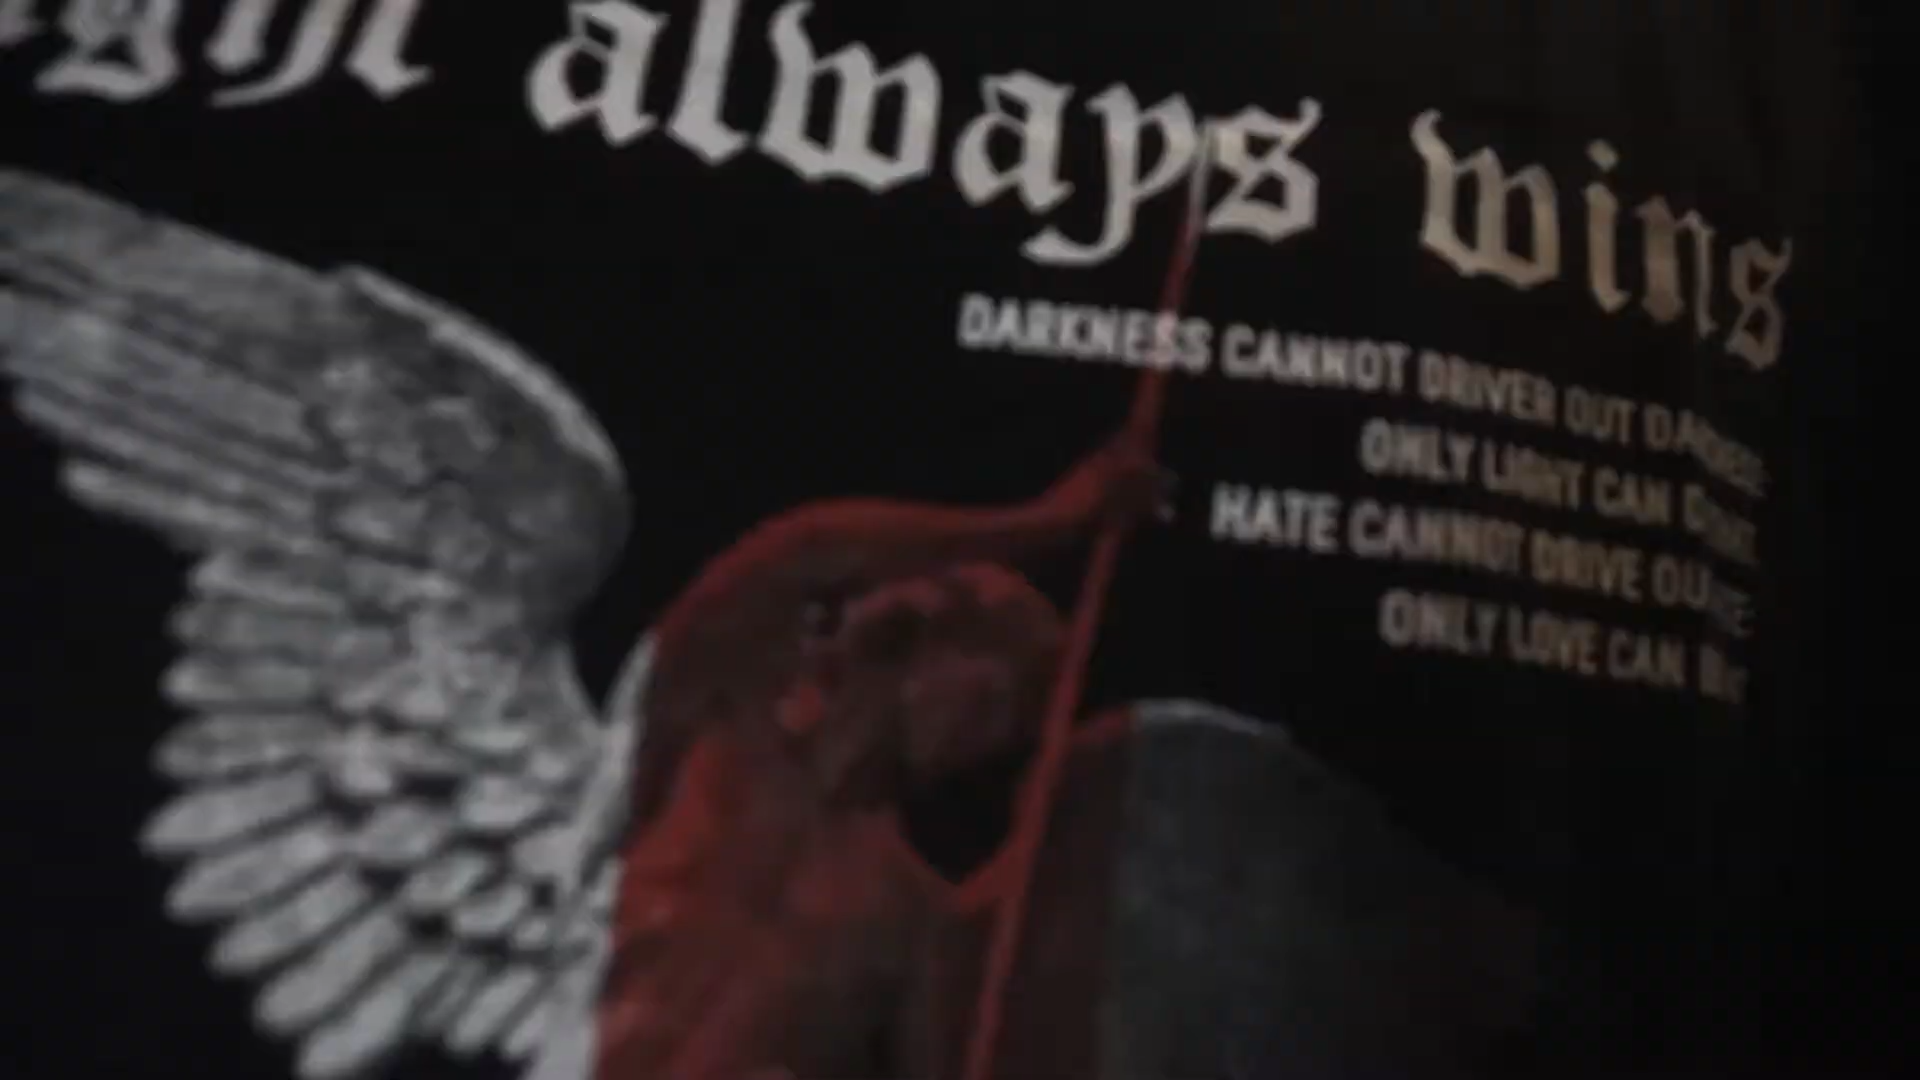 always wins
DARKNESS CANNOT DRIVER OUT
ONLY LIGHT CAN
HATE CANNOT DRIVE
ONLY LOVE CAN